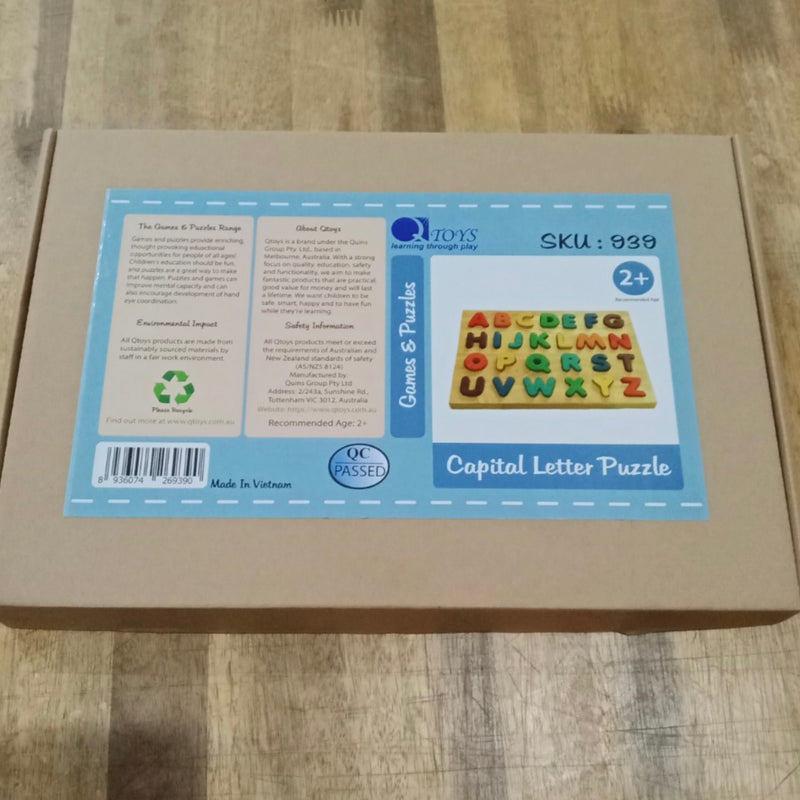 The Games & Puzzles Range
Games and puzzles provide enriching,
thought provoking eduactional
opportunities for people of all ages!
Children's education should be fun,
and puzzles are a great way to make
that happen. Puzzles and games can
improve mental capacity and can
also encourage development of hand
eye coordination.
Environmental Impact
All Qtoys products are made from
sustainably sourced materials by
staff in a fair work environment.
Please Recycle
Find out more at www.qtoys.com.au
About Qtoys
Qtoys is a brand under the Quins
Group Pty. Ltd., based in
Melbourne, Australia. With a strong
focus on quality, education, safety
and functionality, we aim to make
fantastic products that are practical,
good value for money and will last
a lifetime. We want children to be
safe, smart, happy and to have fun
while they're learning.
Safety Information
All Qtoys products meet or exceed
the requirements of Australian and
New Zealand standards of safety
(AS/NZS 8124)
Manufactured by:
Quins Group Pty Ltd
Address: 2/243a, Sunshine Rd.,
Tottenham VIC 3012, Australia
Website: https://www.qtoys.com.au
Recommended Age: 2+
8 936074 269390
Made In Vietnam
QC
PASSED
Q TOYS
learning through play
SKU : 939
Games & Puzzles
2+
Recommended Age
A B C D E F G
H I J K L M N
O P Q R S T
U V W X Y Z
Capital Letter Puzzle